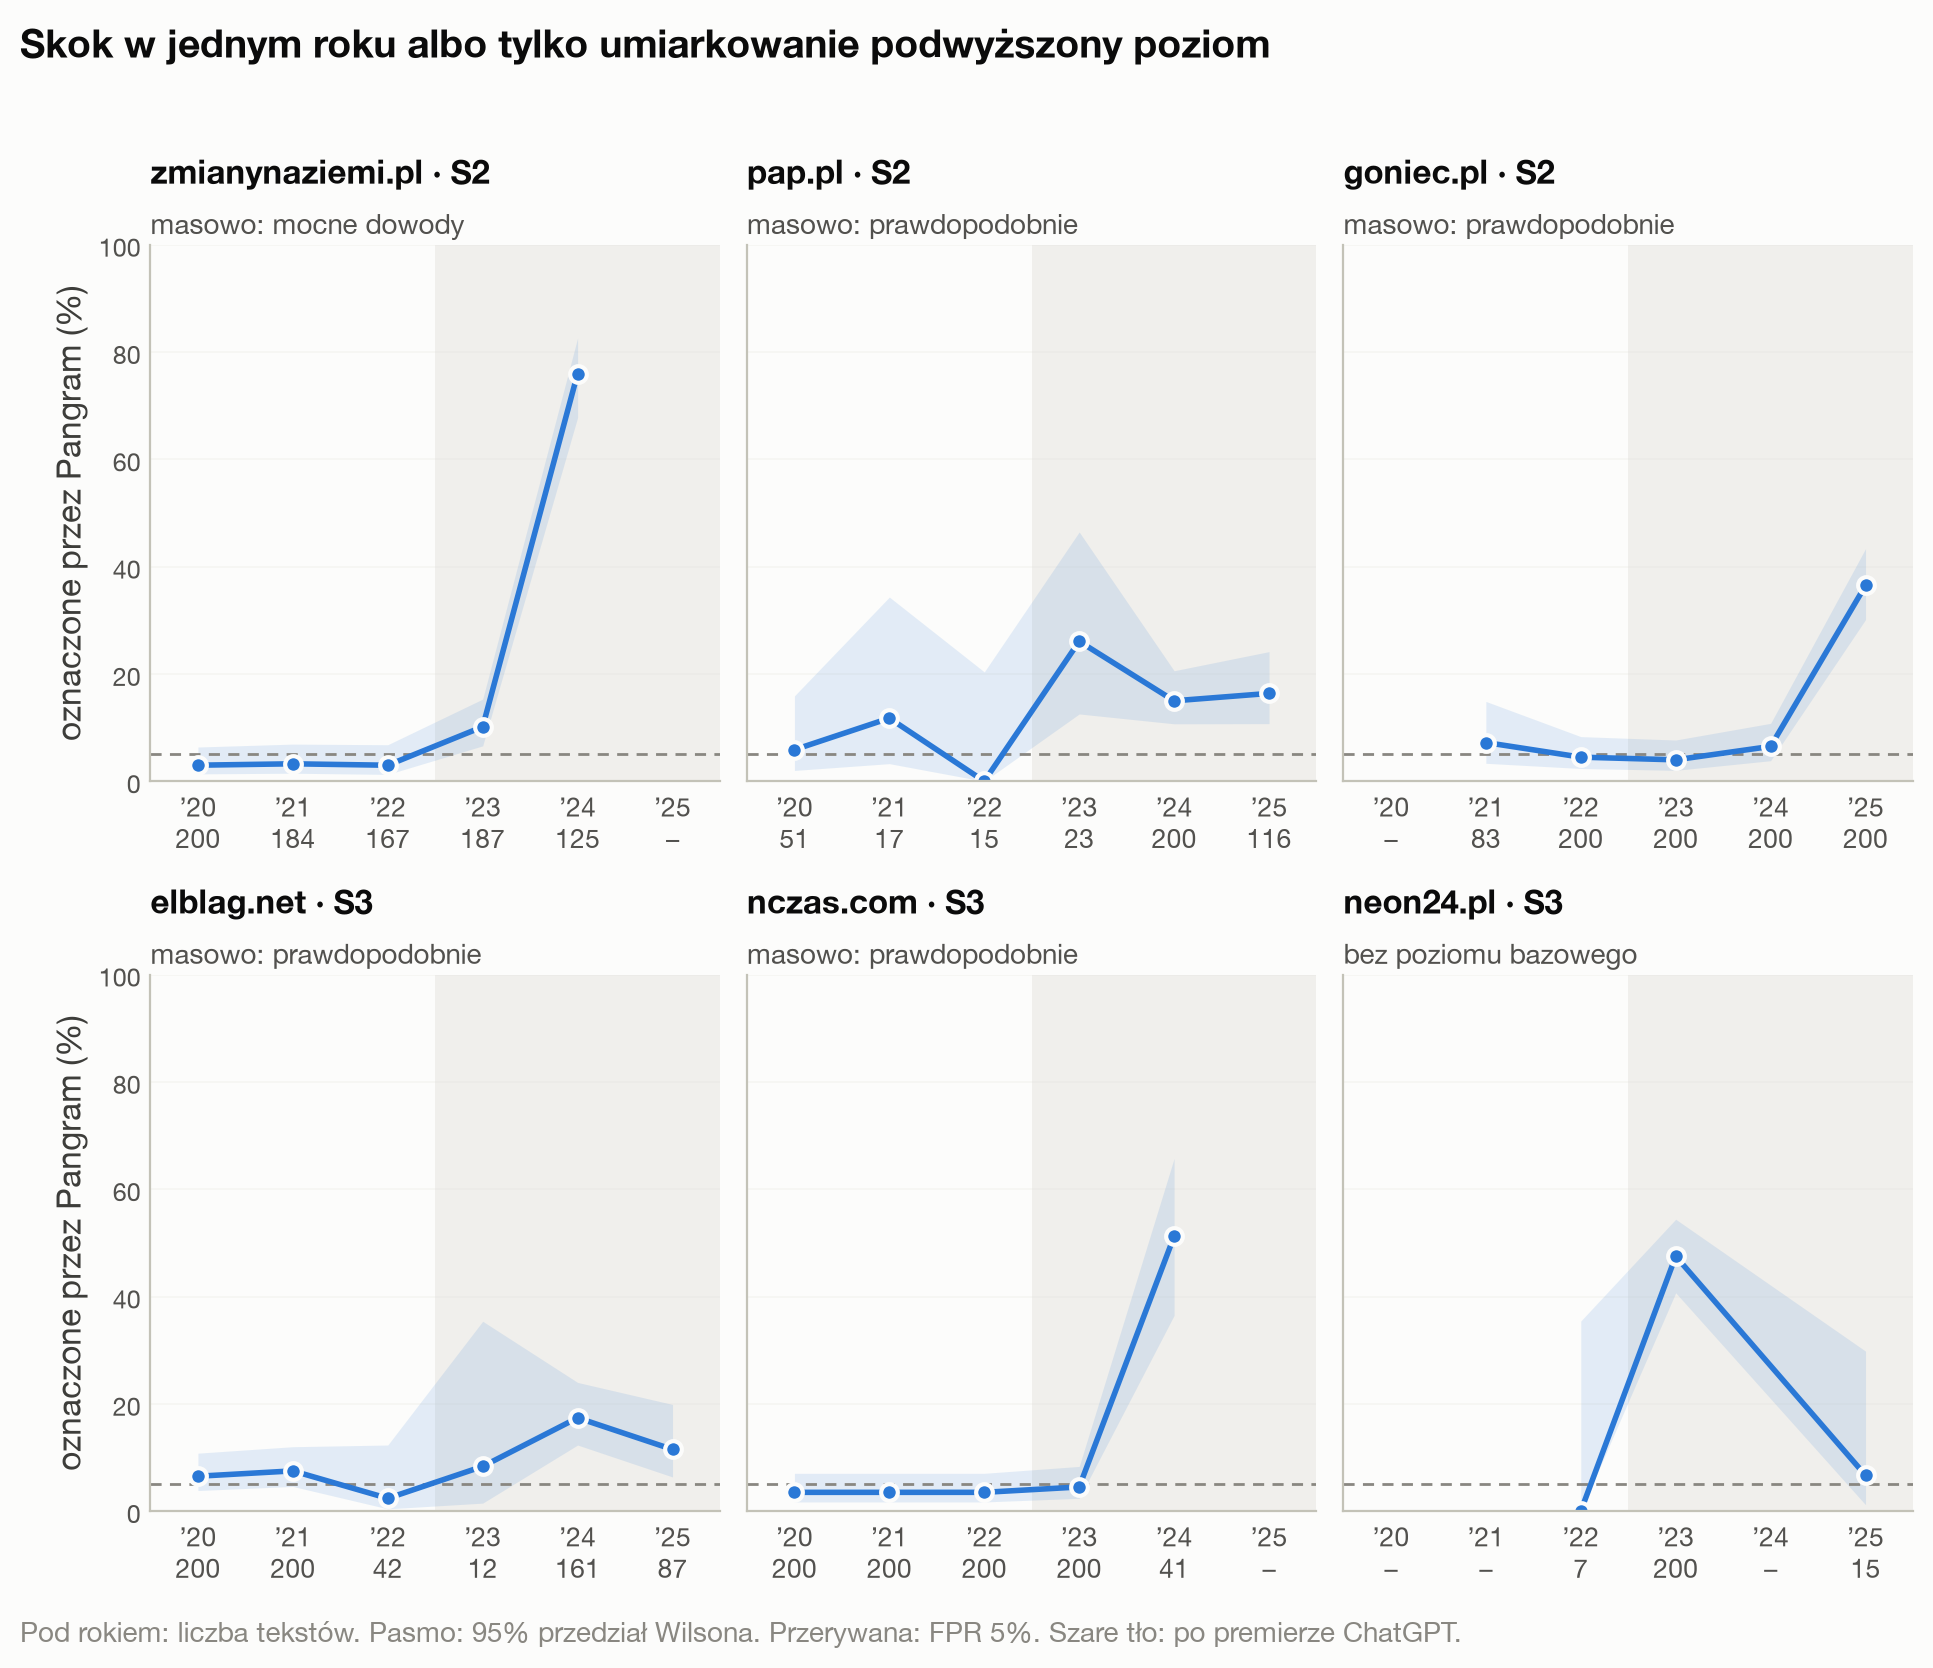 Skok w jednym roku albo tylko umiarkowanie podwyższony poziom
zmianynaziemi.pl · S2
masowo: mocne dowody
oznaczone przez Pangram (%)
100
80
60
40
20
0
’20 ’21 ’22 ’23 ’24 ’25
200 184 167 187 125 –
pap.pl · S2
masowo: prawdopodobnie
’20 ’21 ’22 ’23 ’24 ’25
51 17 15 23 200 116
goniec.pl · S2
masowo: prawdopodobnie
’20 ’21 ’22 ’23 ’24 ’25
– 83 200 200 200 200
elblag.net · S3
masowo: prawdopodobnie
oznaczone przez Pangram (%)
100
80
60
40
20
0
’20 ’21 ’22 ’23 ’24 ’25
200 200 42 12 161 87
nczas.com · S3
masowo: prawdopodobnie
’20 ’21 ’22 ’23 ’24 ’25
200 200 200 200 41 –
neon24.pl · S3
bez poziomu bazowego
’20 ’21 ’22 ’23 ’24 ’25
– – 7 200 – 15
Pod rokiem: liczba tekstów. Pasmo: 95% przedział Wilsona. Przerywana: FPR 5%. Szare tło: po premierze ChatGPT.